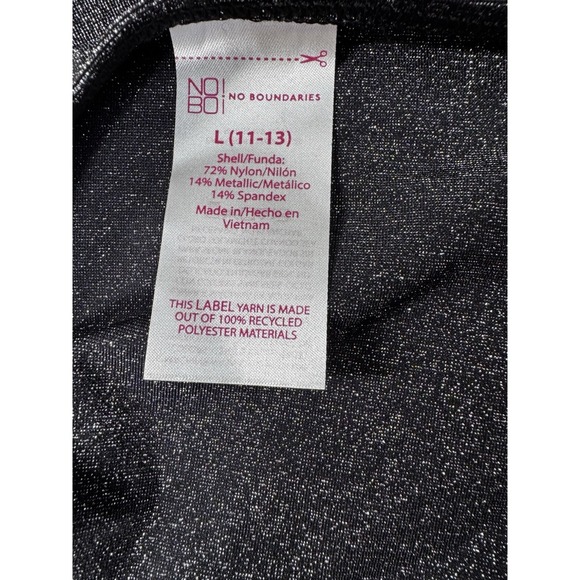 NO!
BO!
NO BOUNDARIES
L (11-13)
Shell/Funda:
72% Nylon/Nilón
14% Metallic/Metálico
14% Spandex
Made in/Hecho en
Vietnam
THIS LABEL YARN IS MADE
OUT OF 100% RECYCLED
POLYESTER MATERIALS